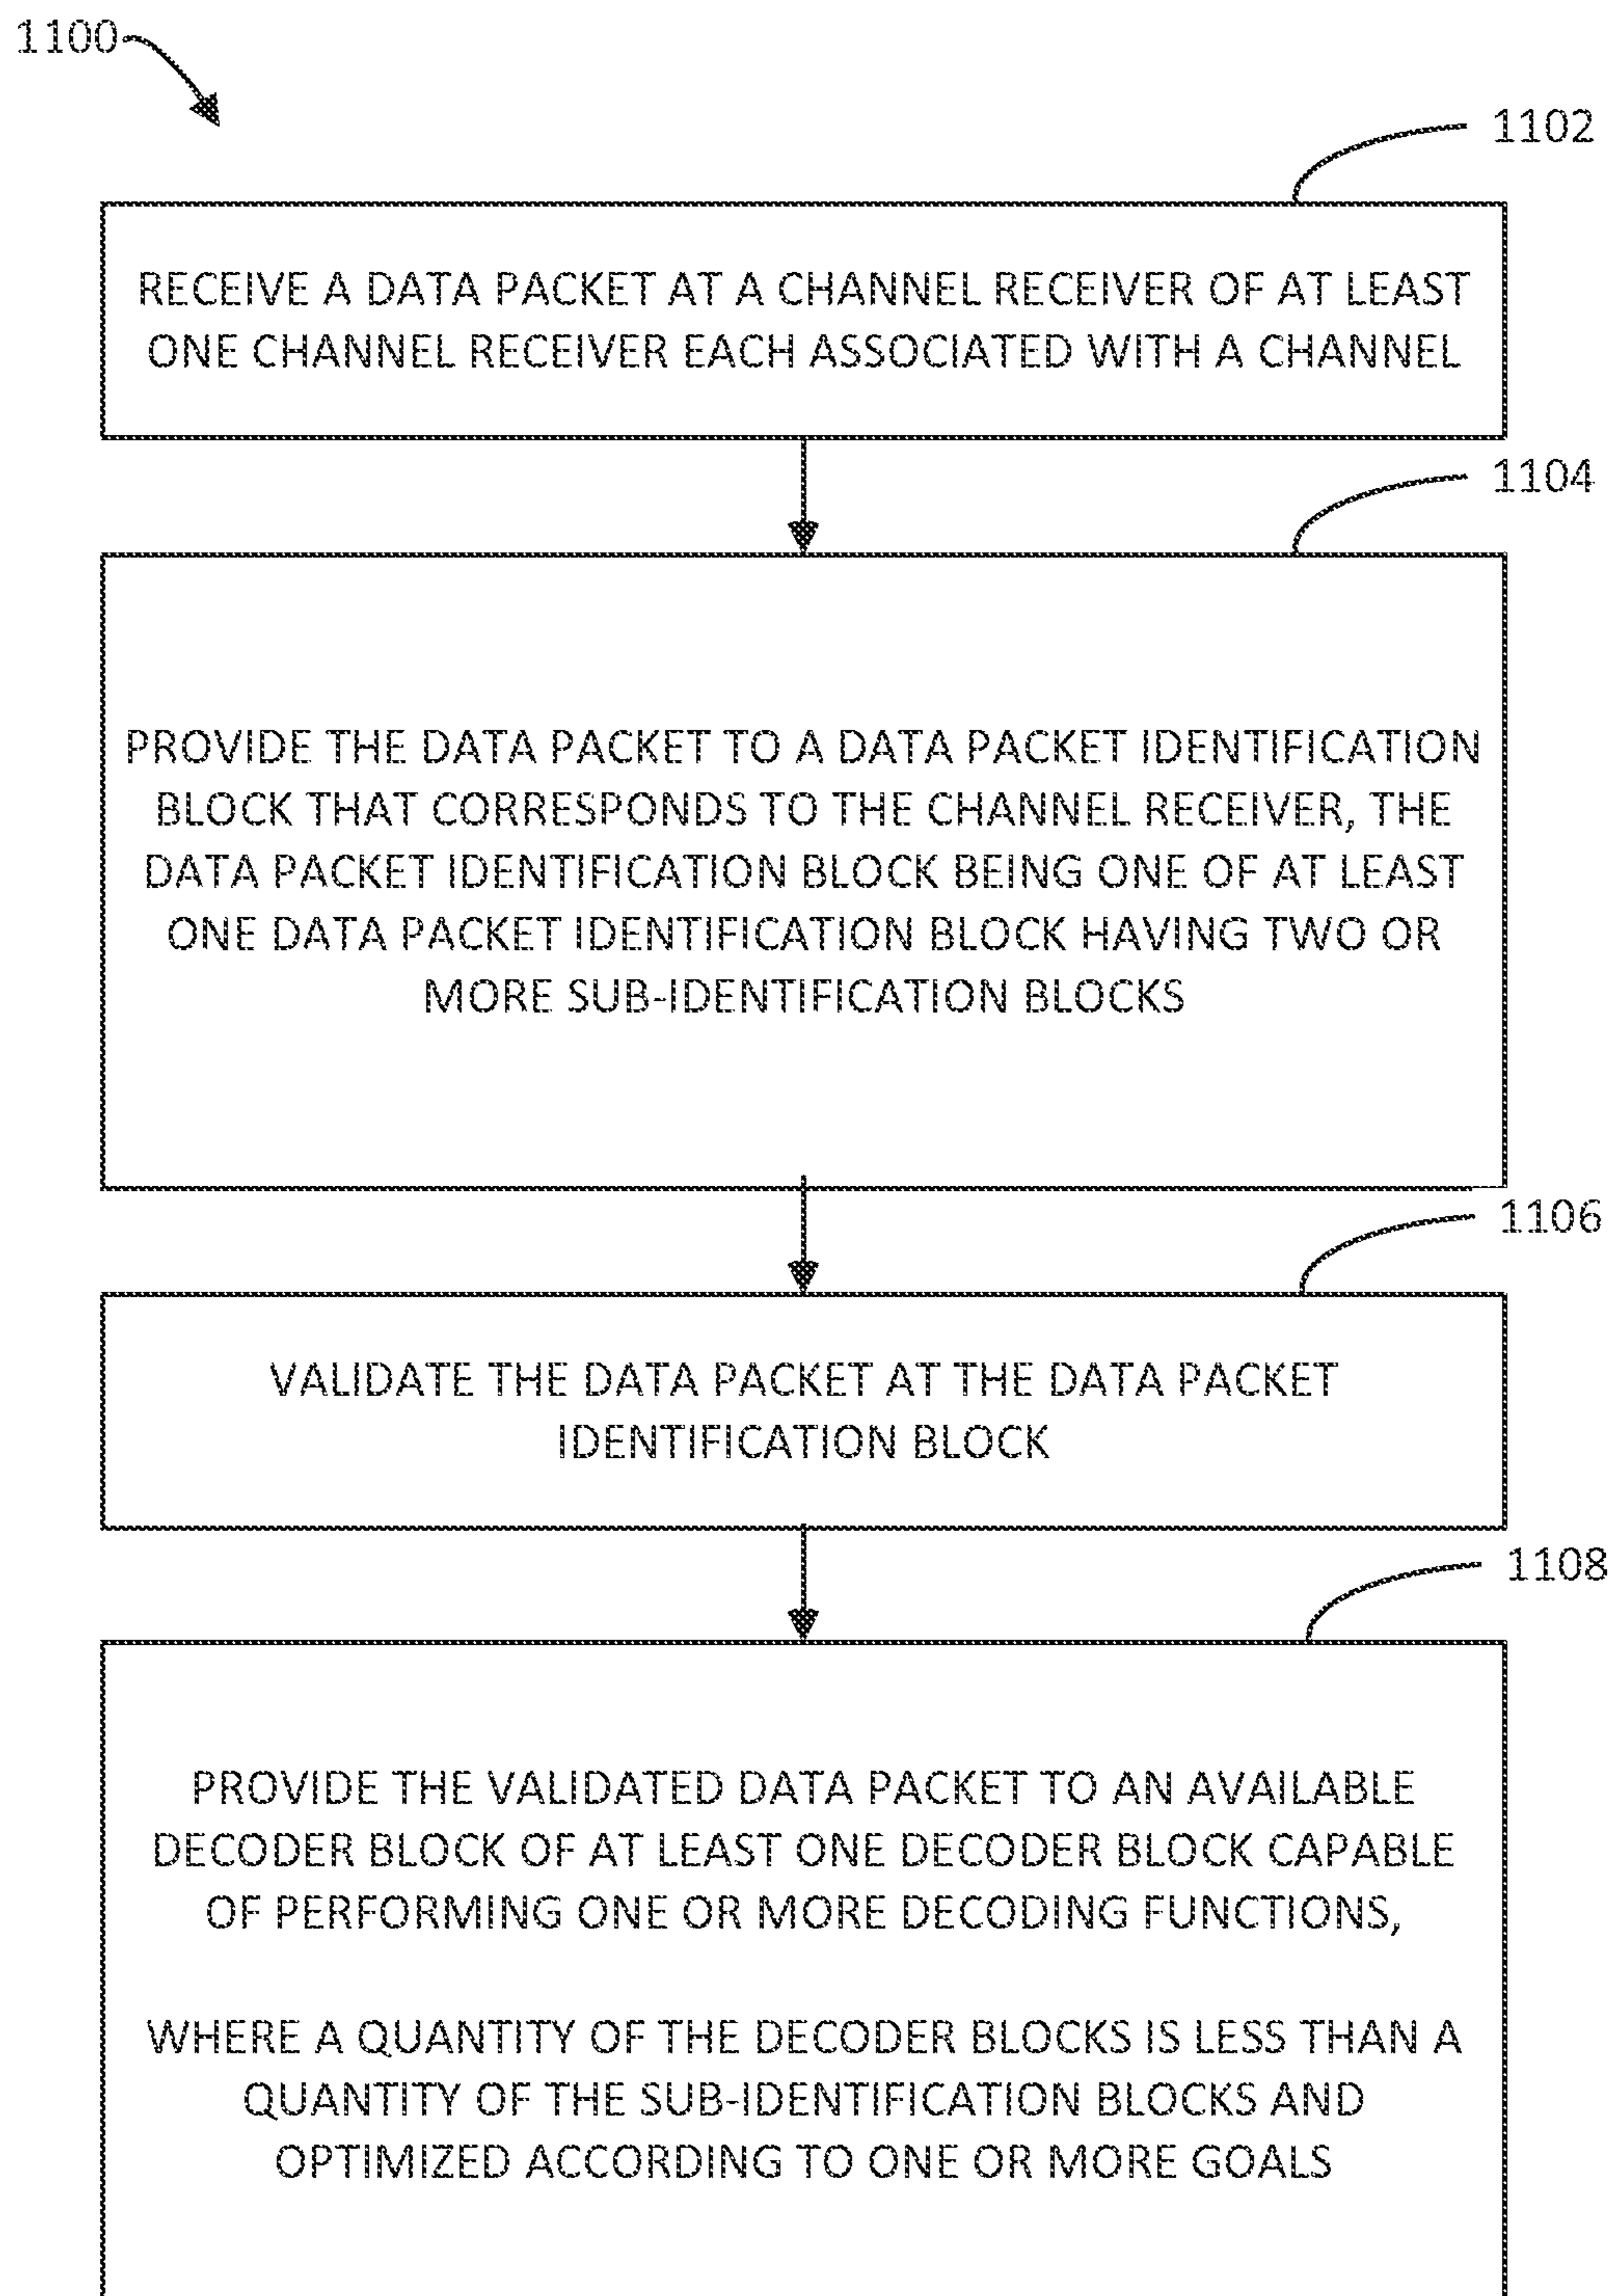 1100
1102
RECEIVE A DATA PACKET AT A CHANNEL RECEIVER OF AT LEAST
ONE CHANNEL RECEIVER EACH ASSOCIATED WITH A CHANNEL
1104
PROVIDE THE DATA PACKET TO A DATA PACKET IDENTIFICATION
BLOCK THAT CORRESPONDS TO THE CHANNEL RECEIVER, THE
DATA PACKET IDENTIFICATION BLOCK BEING ONE OF AT LEAST
ONE DATA PACKET IDENTIFICATION BLOCK HAVING TWO OR
MORE SUB-IDENTIFICATION BLOCKS
1106
VALIDATE THE DATA PACKET AT THE DATA PACKET
IDENTIFICATION BLOCK
1108
PROVIDE THE VALIDATED DATA PACKET TO AN AVAILABLE
DECODER BLOCK OF AT LEAST ONE DECODER BLOCK CAPABLE
OF PERFORMING ONE OR MORE DECODING FUNCTIONS,
WHERE A QUANTITY OF THE DECODER BLOCKS IS LESS THAN A
QUANTITY OF THE SUB-IDENTIFICATION BLOCKS AND
OPTIMIZED ACCORDING TO ONE OR MORE GOALS